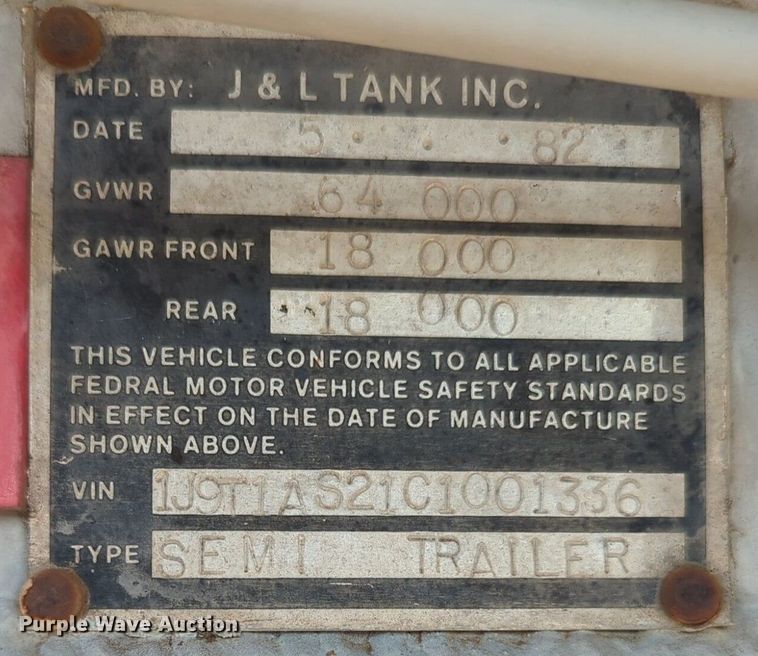 MFD. BY: J & L TANK INC.
DATE 5 82
GVWR 64 000
GAWR FRONT 18 000
REAR 18 000
THIS VEHICLE CONFORMS TO ALL APPLICABLE
FEDRAL MOTOR VEHICLE SAFETY STANDARDS
IN EFFECT ON THE DATE OF MANUFACTURE
SHOWN ABOVE.
VIN 1J9T1AS21C1001336
TYPE SEMI TRAILER
Purple Wave Auction